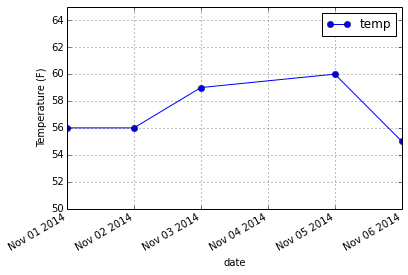 temp
Temperature (F)
64
62
60
58
56
54
52
50
Nov 01 2014
Nov 02 2014
Nov 03 2014
Nov 04 2014
Nov 05 2014
Nov 06 2014
date